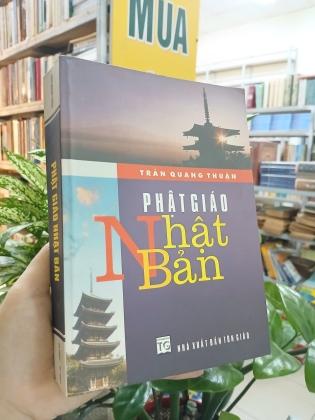 MUA
TRẦN QUANG THUẬN
PHẬT GIÁO
Nhật
Bản
TG
NHÀ XUẤT BẢN TÔN GIÁO
PHẬT GIÁO NHẬT BẢN